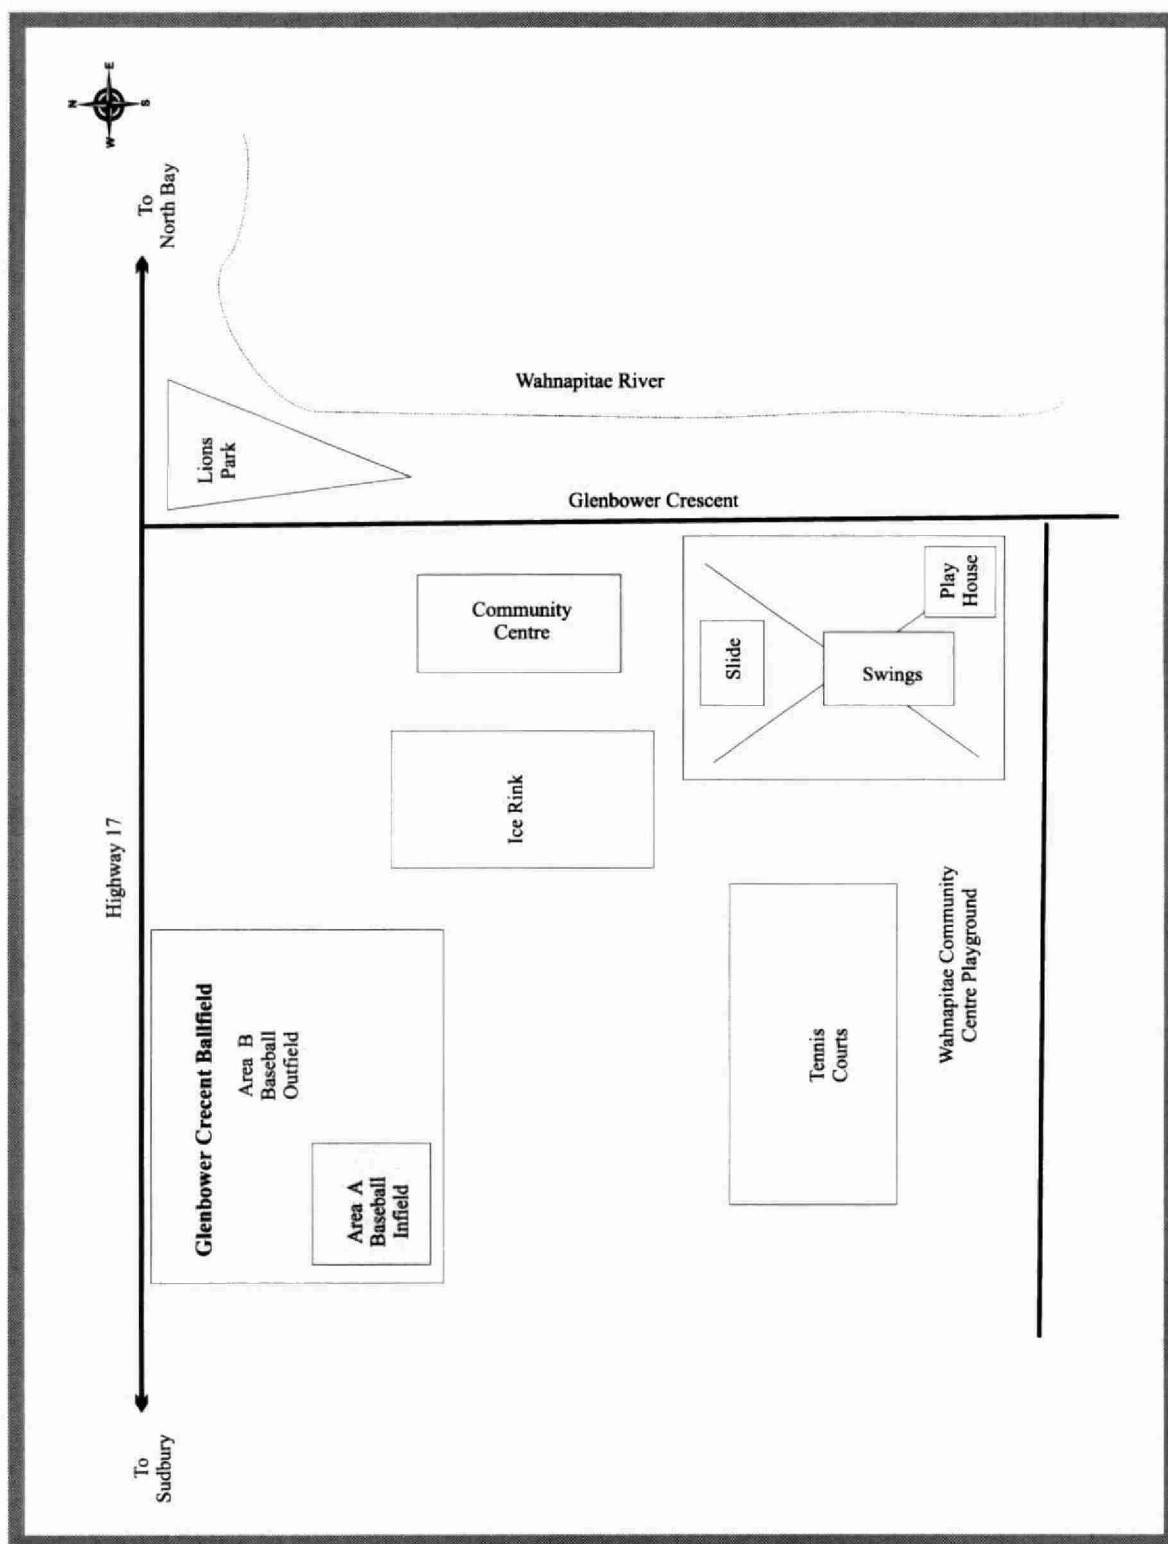 N
E
S
W
To
North Bay
Highway 17
To
Sudbury
Lions
Park
Wahnapitae River
Glenbower Crescent
Community
Centre
Ice Rink
Slide
Swings
Play
House
Glenbower Crecent Ballfield
Area B
Baseball
Outfield
Area A
Baseball
Infield
Tennis
Courts
Wahnapitae Community
Centre Playground